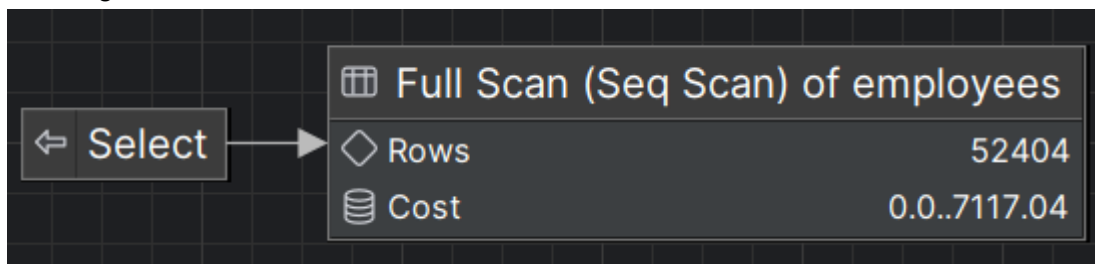 Full Scan (Seq Scan) of employees
Select
Rows 52404
Cost 0.0..7117.04